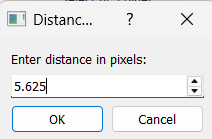 Distanc... ?
Enter distance in pixels:
5.625
OK Cancel